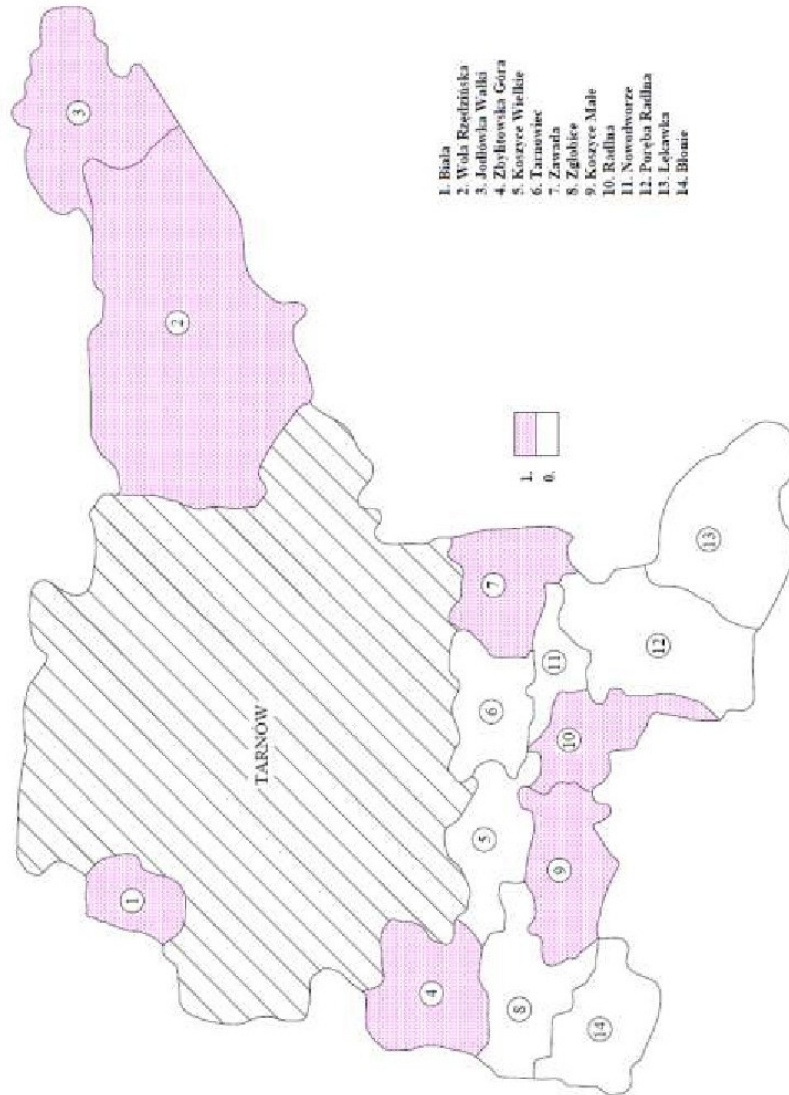 TARNÓW
1
2
3
4
5
6
7
8
9
10
11
12
13
14
1.
0.
1. Biała
2. Wola Rzędzińska
3. Jodłówka Wałki
4. Zbylitowska Góra
5. Koszyce Wielkie
6. Tarnowiec
7. Zawada
8. Zgłobice
9. Koszyce Małe
10. Radlna
11. Nowodworze
12. Poręba Radlna
13. Łękawka
14. Błonie